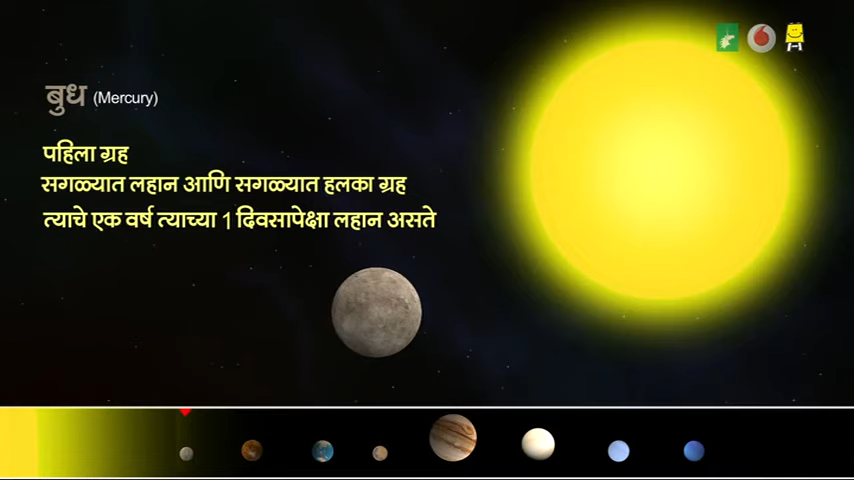 बुध (Mercury)
पहिला ग्रह
सगळ्यात लहान आणि सगळ्यात हलका ग्रह
त्याचे एक वर्ष त्याच्या 1 दिवसापेक्षा लहान असते